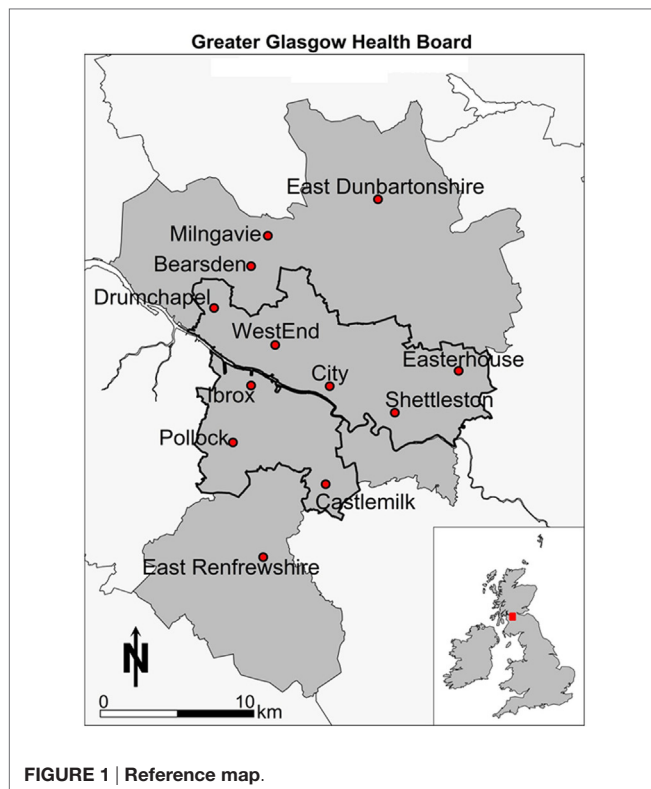 Greater Glasgow Health Board
East Dunbartonshire
Milngavie
Bearsden
Drumchapel
WestEnd
Easterhouse
City
Ibrox
Shettleston
Pollock
Castlemilk
East Renfrewshire
N
0 10
km
FIGURE 1 | Reference map.